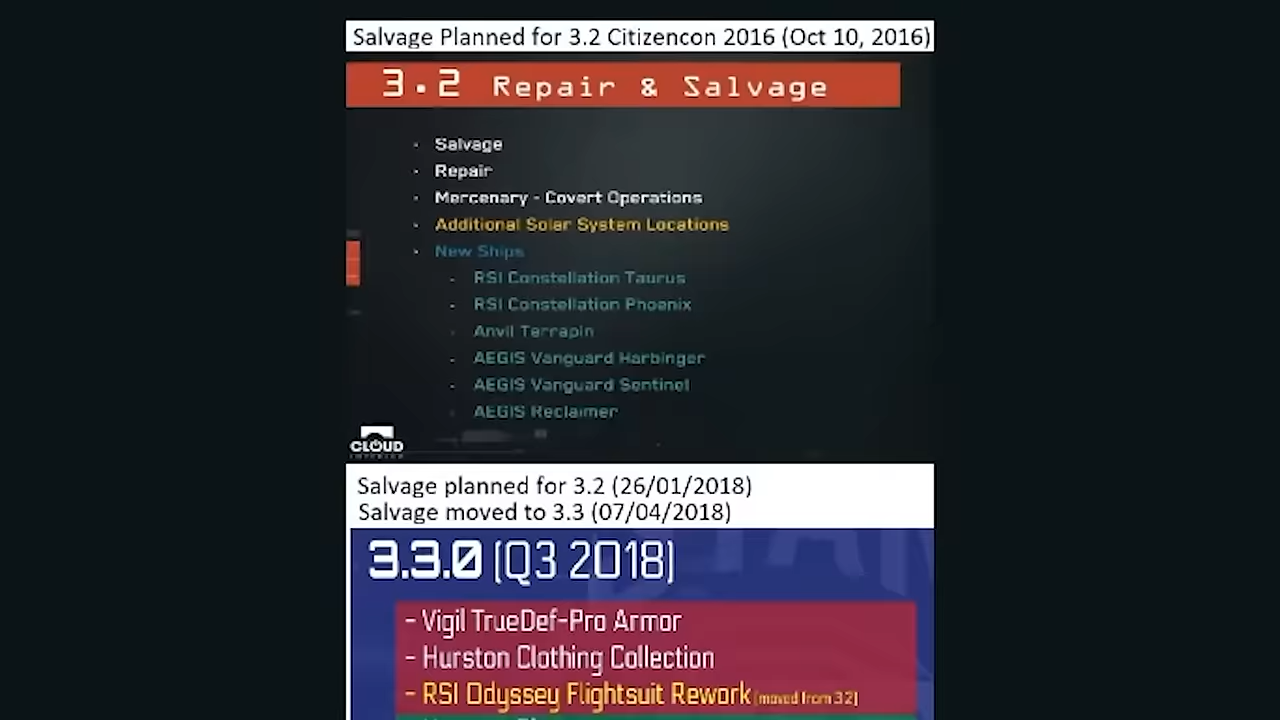 Salvage Planned for 3.2 Citizencon 2016 (Oct 10, 2016)
3.2 Repair & Salvage
· Salvage
· Repair
· Mercenary - Covert Operations
· Additional Solar System Locations
· New Ships
- RSI Constellation Taurus
- RSI Constellation Phoenix
- Anvil Terrapin
- AEGIS Vanguard Harbinger
- AEGIS Vanguard Sentinel
- AEGIS Reclaimer
CLOUD
Salvage planned for 3.2 (26/01/2018)
Salvage moved to 3.3 (07/04/2018)
3.3.0 (Q3 2018)
- Vigil TrueDef-Pro Armor
- Hurston Clothing Collection
- RSI Odyssey Flightsuit Rework (moved from 3.2)